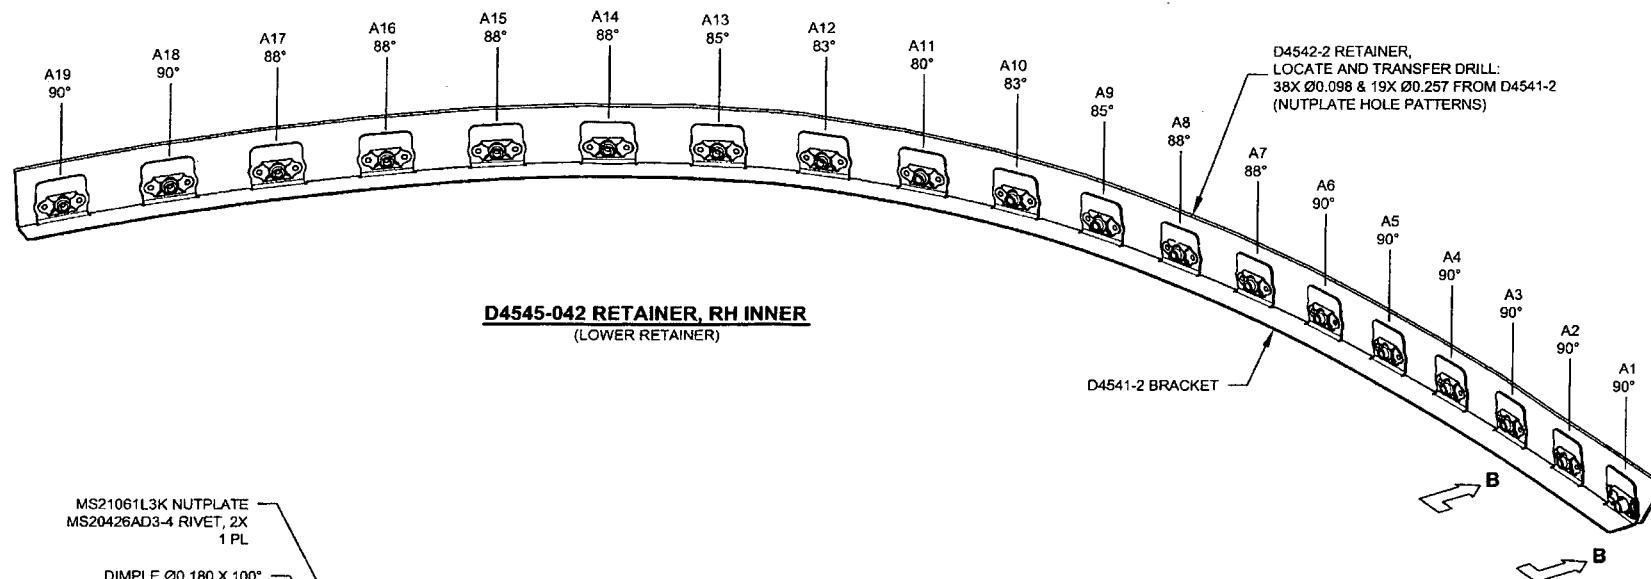 A19
90°
A18
90°
A17
88°
A16
88°
A15
88°
A14
88°
A13
85°
A12
83°
A11
80°
A10
83°
A9
85°
A8
88°
A7
88°
A6
90°
A5
90°
A4
90°
A3
90°
A2
90°
A1
90°
D4542-2 RETAINER,
LOCATE AND TRANSFER DRILL:
38X Ø0.098 & 19X Ø0.257 FROM D4541-2
(NUTPLATE HOLE PATTERNS)
D4545-042 RETAINER, RH INNER
(LOWER RETAINER)
D4541-2 BRACKET
B
B
MS21061L3K NUTPLATE
MS20426AD3-4 RIVET, 2X
1 PL
DIMPLE Ø0.180 X 100°